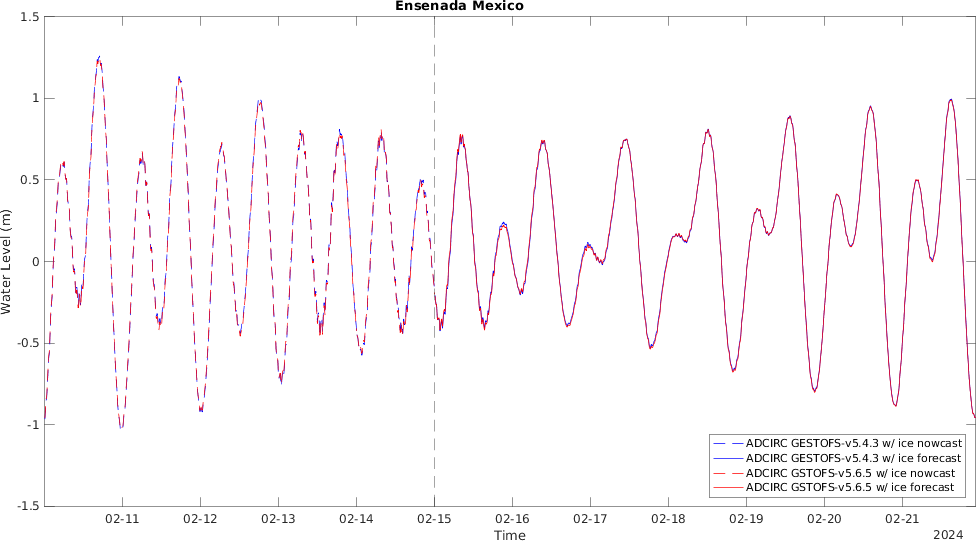 Ensenada Mexico
1.5
1
0.5
0
-0.5
-1
-1.5
Water Level (m)
ADCIRC GESTOFS-v5.4.3 w/ ice nowcast
ADCIRC GESTOFS-v5.4.3 w/ ice forecast
ADCIRC GSTOFS-v5.6.5 w/ ice nowcast
ADCIRC GSTOFS-v5.6.5 w/ ice forecast
02-11 02-12 02-13 02-14 02-15 02-16 02-17 02-18 02-19 02-20 02-21
Time
2024